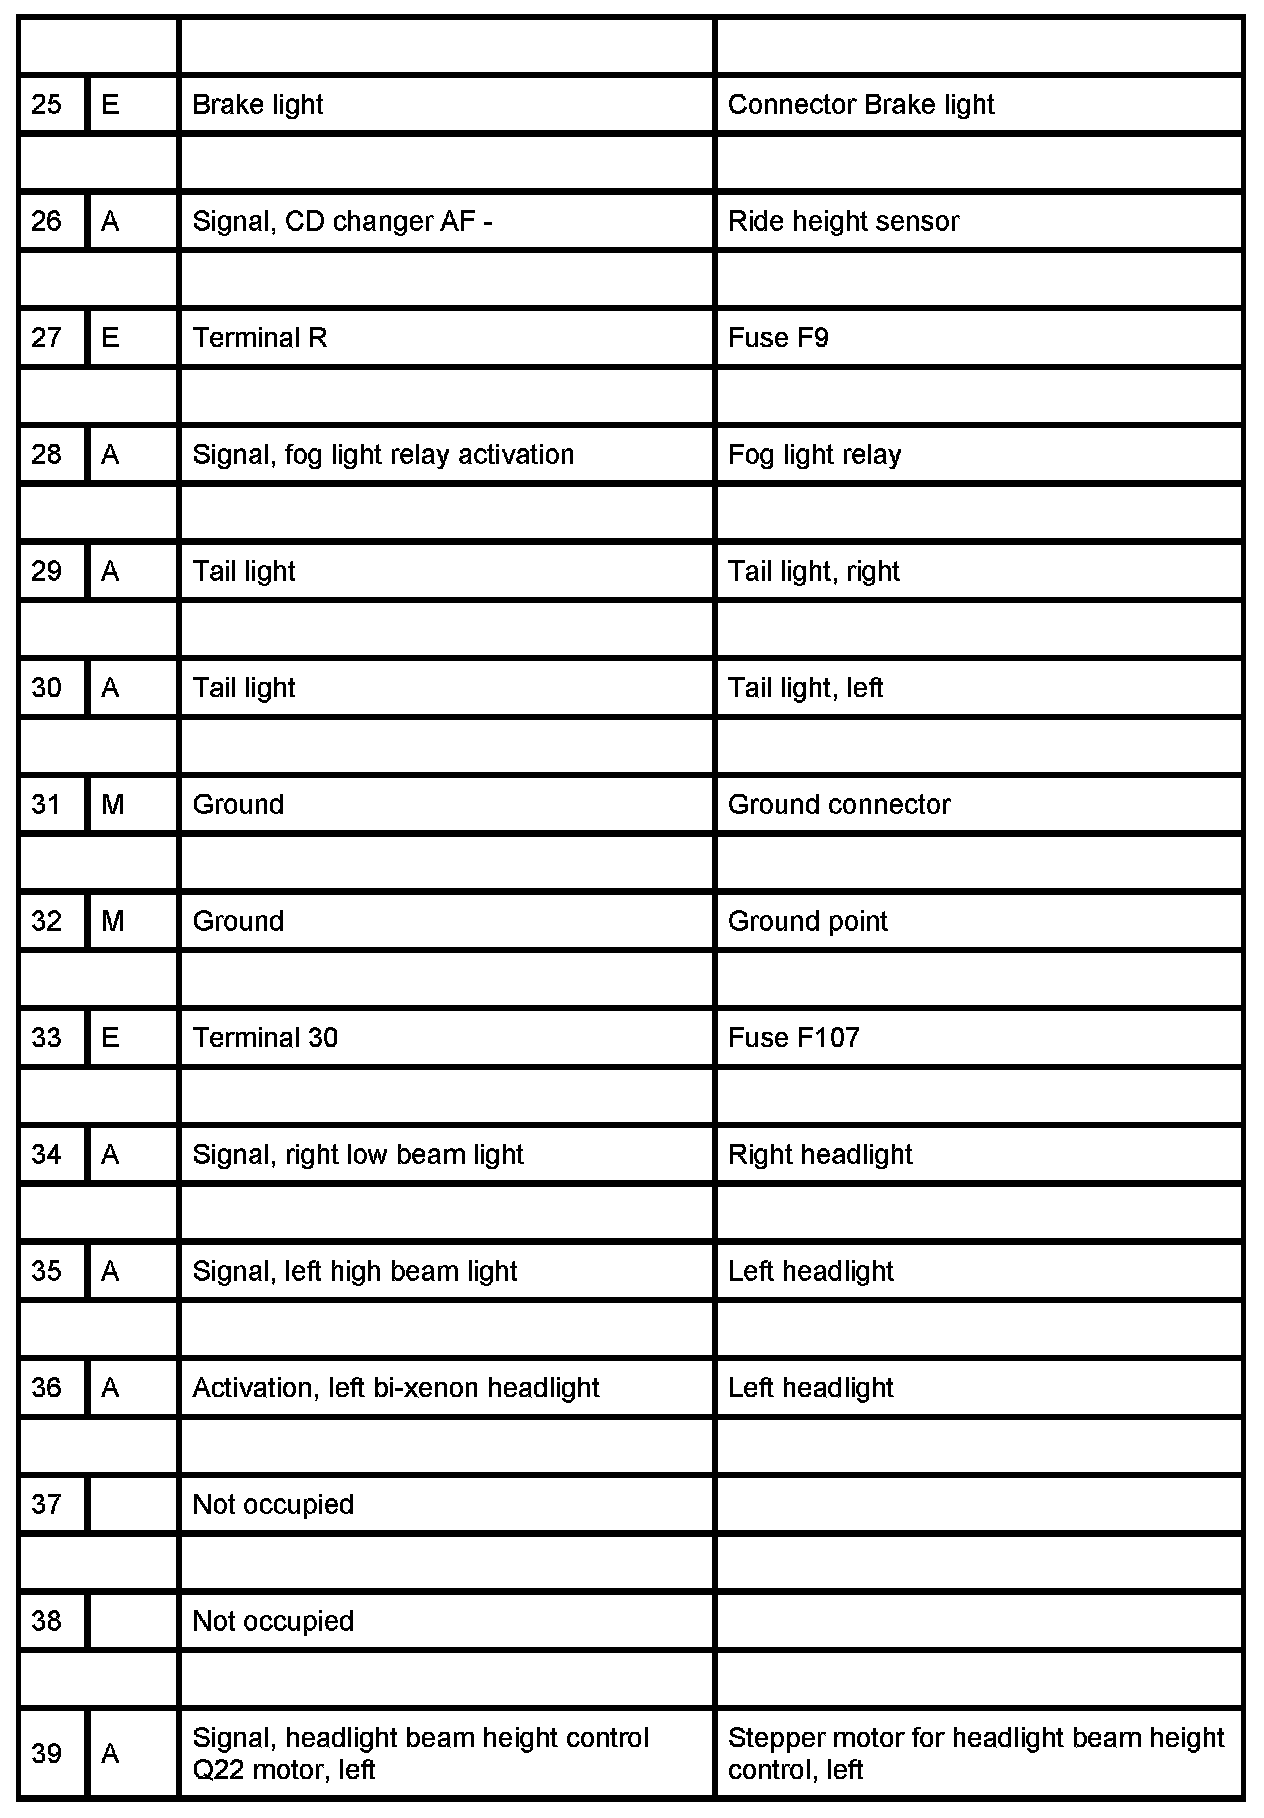 25 E Brake light Connector Brake light
26 A Signal, CD changer AF - Ride height sensor
27 E Terminal R Fuse F9
28 A Signal, fog light relay activation Fog light relay
29 A Tail light Tail light, right
30 A Tail light Tail light, left
31 M Ground Ground connector
32 M Ground Ground point
33 E Terminal 30 Fuse F107
34 A Signal, right low beam light Right headlight
35 A Signal, left high beam light Left headlight
36 A Activation, left bi-xenon headlight Left headlight
37 Not occupied
38 Not occupied
39 A Signal, headlight beam height control Stepper motor for headlight beam height
Q22 motor, left control, left